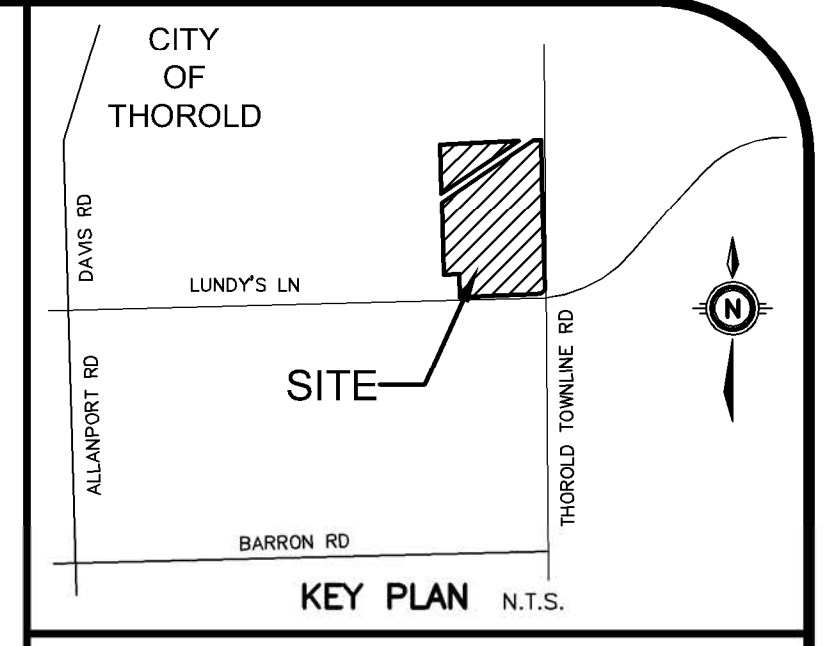 CITY
OF
THOROLD
DAVIS RD
LUNDY'S LN
N
SITE
THOROLD TOWNLINE RD
ALLANPORT RD
BARRON RD
KEY PLAN N.T.S.